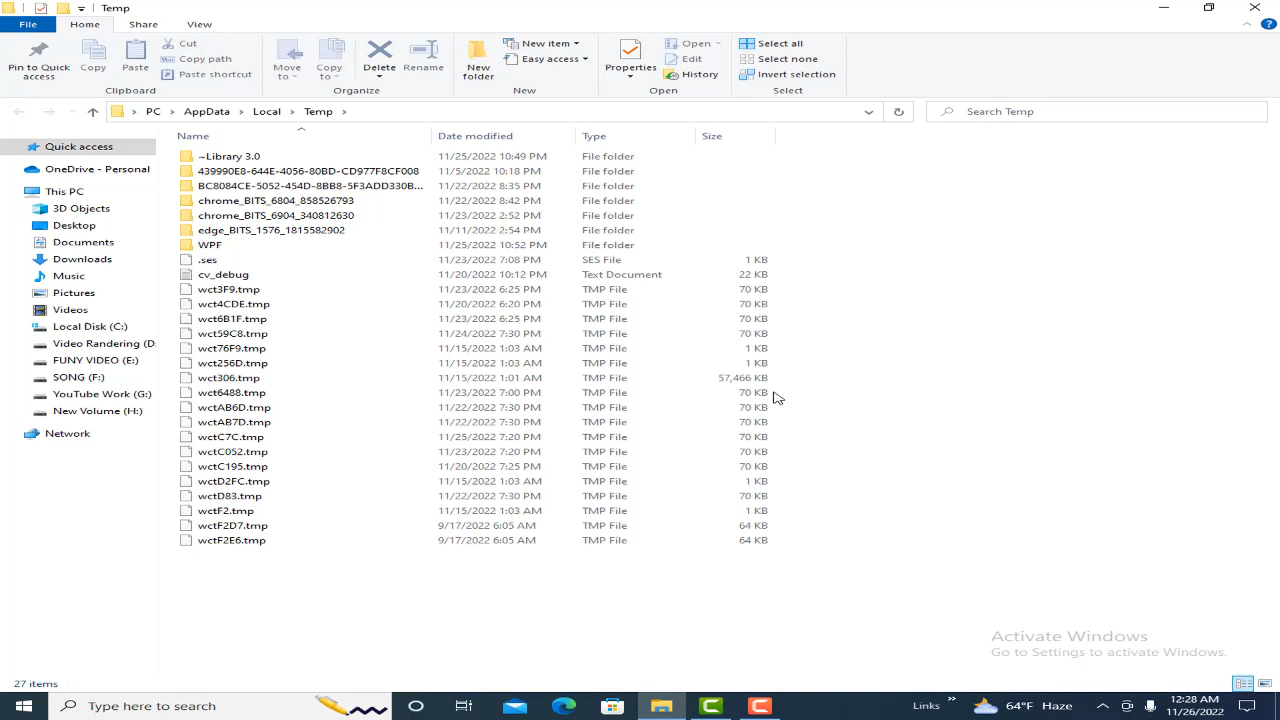 Temp
File Home Share View
Pin to Quick access
Copy
Paste
Cut
Copy path
Paste shortcut
Clipboard
Move to
Copy to
Delete
Rename
Organize
New folder
New item
Easy access
New
Properties
Open
Edit
History
Open
Select all
Select none
Invert selection
Select
PC AppData Local Temp
Search Temp
Quick access
OneDrive - Personal
This PC
3D Objects
Desktop
Documents
Downloads
Music
Pictures
Videos
Local Disk (C:)
Video Randering (D:
FUNY VIDEO (E:)
SONG (F:)
YouTube Work (G:)
New Volume (H:)
Network
Name Date modified Type Size
~Library 3.0 11/25/2022 10:49 PM File folder
439990E8-644E-4056-80BD-CD977F8CF008 11/5/2022 10:18 PM File folder
BC8084CE-5052-454D-8BB8-5F3ADD330B... 11/22/2022 8:35 PM File folder
chrome_BITS_6804_858526793 11/22/2022 8:42 PM File folder
chrome_BITS_6904_340812630 11/23/2022 2:52 PM File folder
edge_BITS_1576_1815582902 11/11/2022 2:54 PM File folder
WPF 11/25/2022 10:52 PM File folder
.ses 11/23/2022 7:08 PM SES File 1 KB
cv_debug 11/20/2022 10:12 PM Text Document 22 KB
wct3F9.tmp 11/23/2022 6:25 PM TMP File 70 KB
wct4CDE.tmp 11/20/2022 6:20 PM TMP File 70 KB
wct6B1F.tmp 11/23/2022 6:25 PM TMP File 70 KB
wct59C8.tmp 11/24/2022 7:30 PM TMP File 70 KB
wct76F9.tmp 11/15/2022 1:03 AM TMP File 1 KB
wct256D.tmp 11/15/2022 1:03 AM TMP File 1 KB
wct306.tmp 11/15/2022 1:01 AM TMP File 57,466 KB
wct6488.tmp 11/23/2022 7:00 PM TMP File 70 KB
wctAB6D.tmp 11/22/2022 7:30 PM TMP File 70 KB
wctAB7D.tmp 11/22/2022 7:30 PM TMP File 70 KB
wctC7C.tmp 11/25/2022 7:20 PM TMP File 70 KB
wctC052.tmp 11/23/2022 7:20 PM TMP File 70 KB
wctC195.tmp 11/20/2022 7:25 PM TMP File 70 KB
wctD2FC.tmp 11/15/2022 1:03 AM TMP File 1 KB
wctD83.tmp 11/22/2022 7:30 PM TMP File 70 KB
wctF2.tmp 11/15/2022 1:03 AM TMP File 1 KB
wctF2D7.tmp 9/17/2022 6:05 AM TMP File 64 KB
wctF2E6.tmp 9/17/2022 6:05 AM TMP File 64 KB
Activate Windows
Go to Settings to activate Windows.
27 items
Type here to search
Links
64°F Haze
12:28 AM
11/26/2022